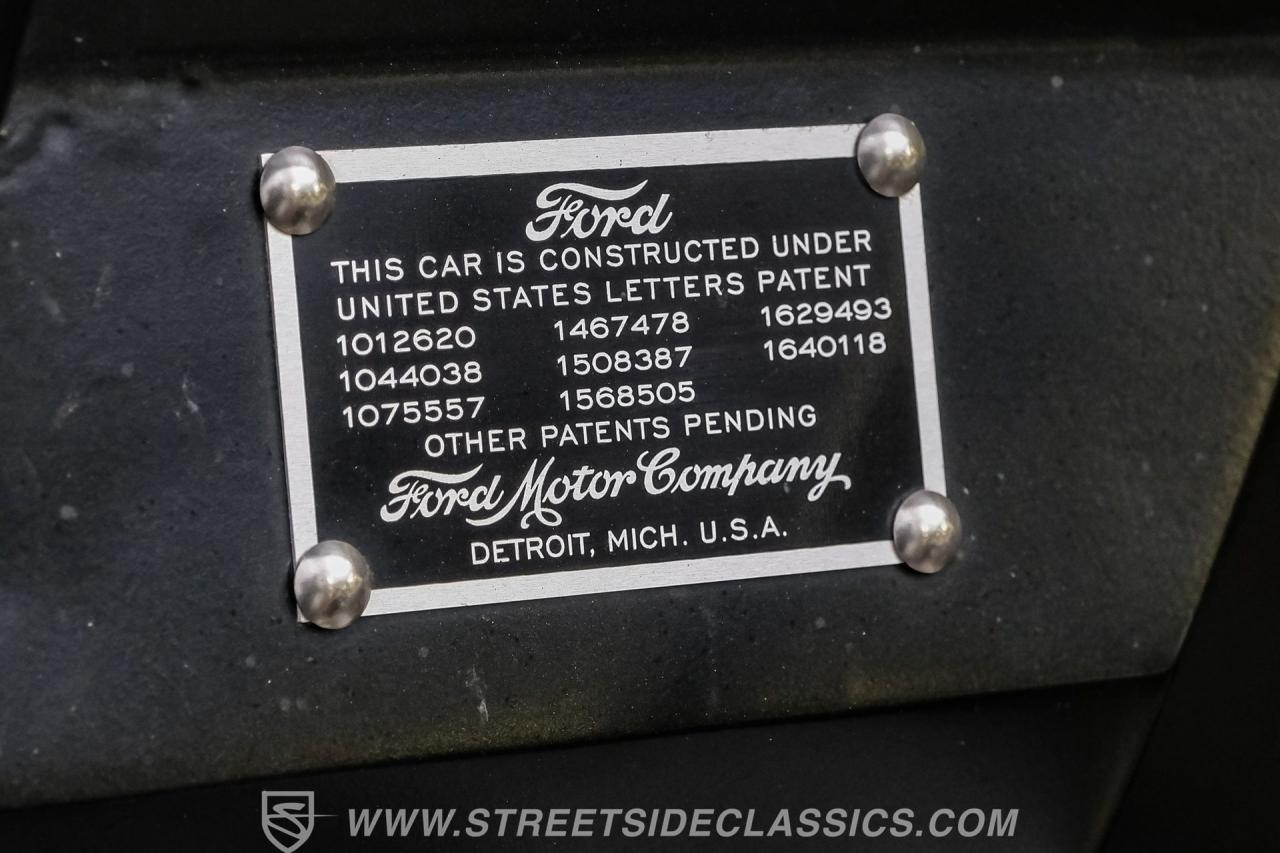 Ford
THIS CAR IS CONSTRUCTED UNDER
UNITED STATES LETTERS PATENT
1012620 1467478 1629493
1044038 1508387 1640118
1075557 1568505
OTHER PATENTS PENDING
Ford Motor Company
DETROIT, MICH. U.S.A.
WWW.STREETSIDECLASSICS.COM